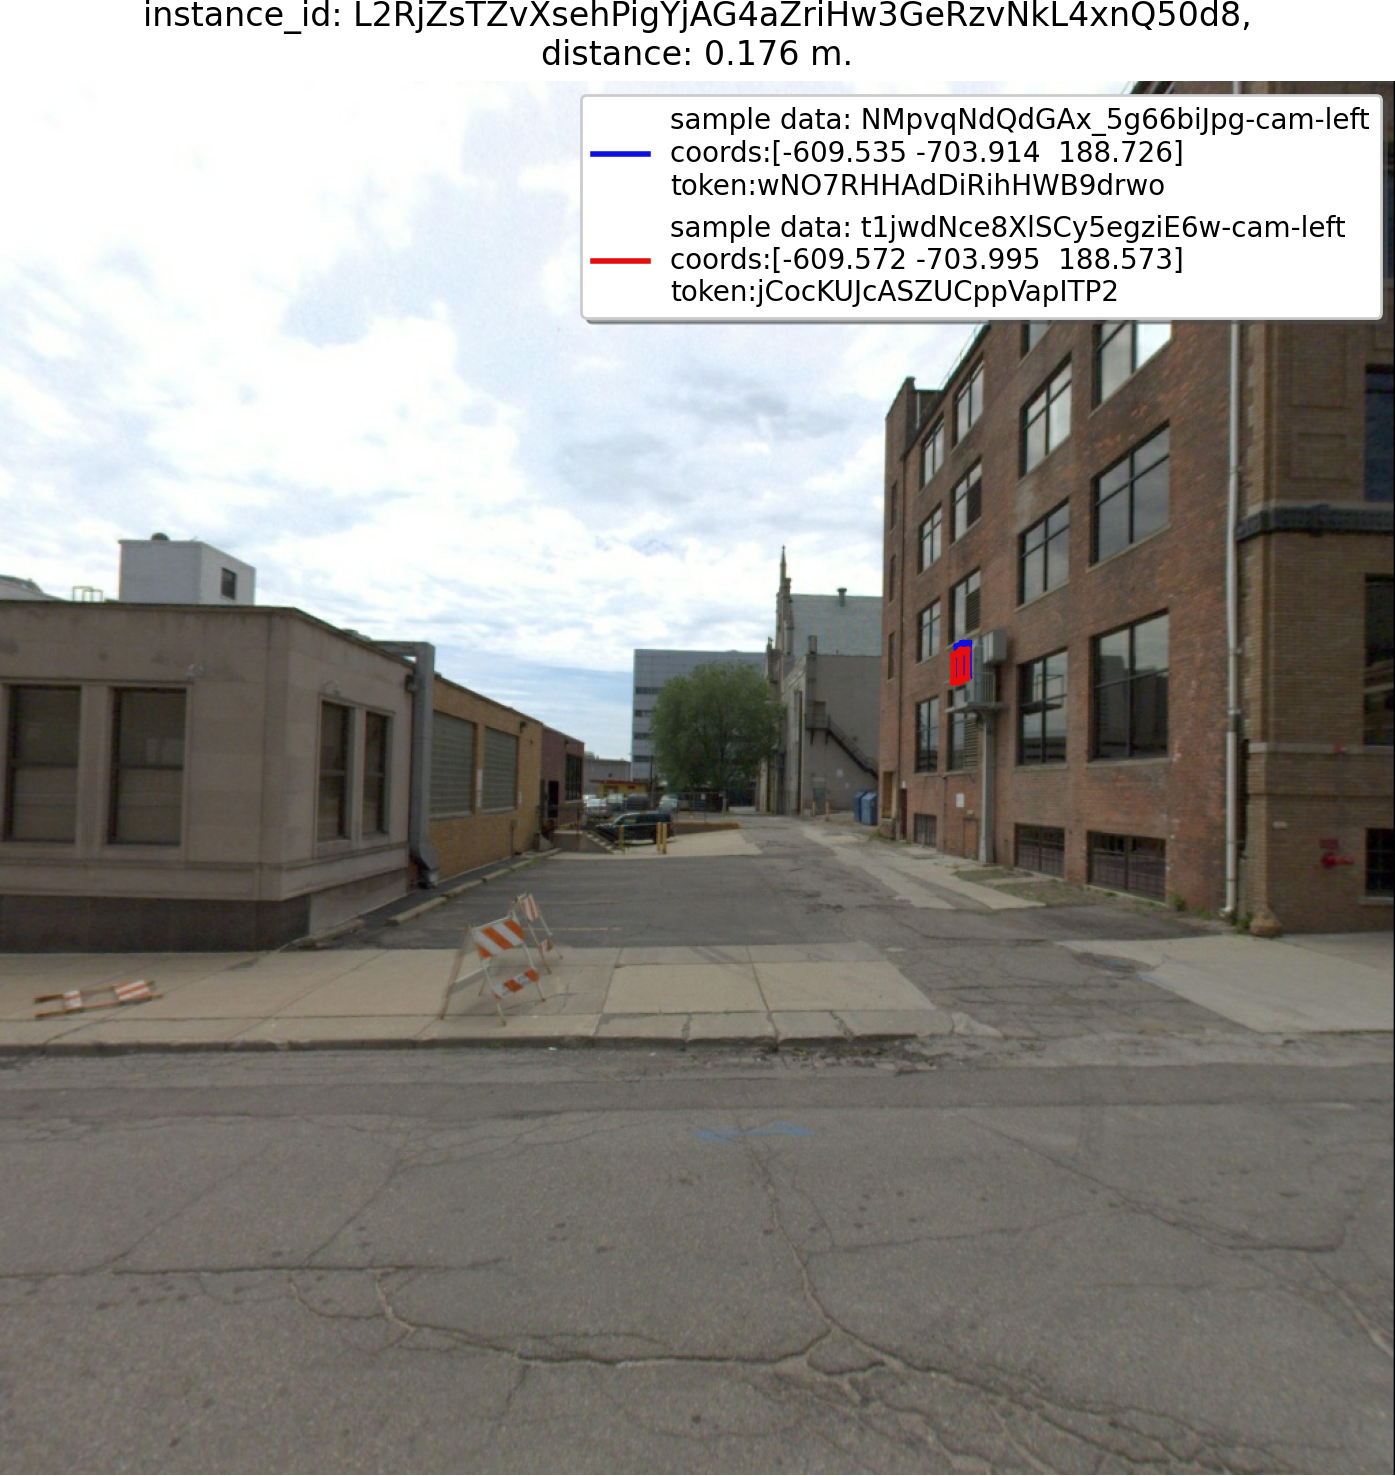 instance_id: L2RjZsTZvXsehPigYjAG4aZriHw3GeRzvNkL4xnQ50d8,
distance: 0.176 m.
sample data: NMpvqNdQdGAx_5g66biJpg-cam-left
coords:[-609.535 -703.914  188.726]
token:wNO7RHHAdDiRihHWB9drwo
sample data: t1jwdNce8XlSCy5egziE6w-cam-left
coords:[-609.572 -703.995  188.573]
token:jCocKUJcASZUCppVapITP2